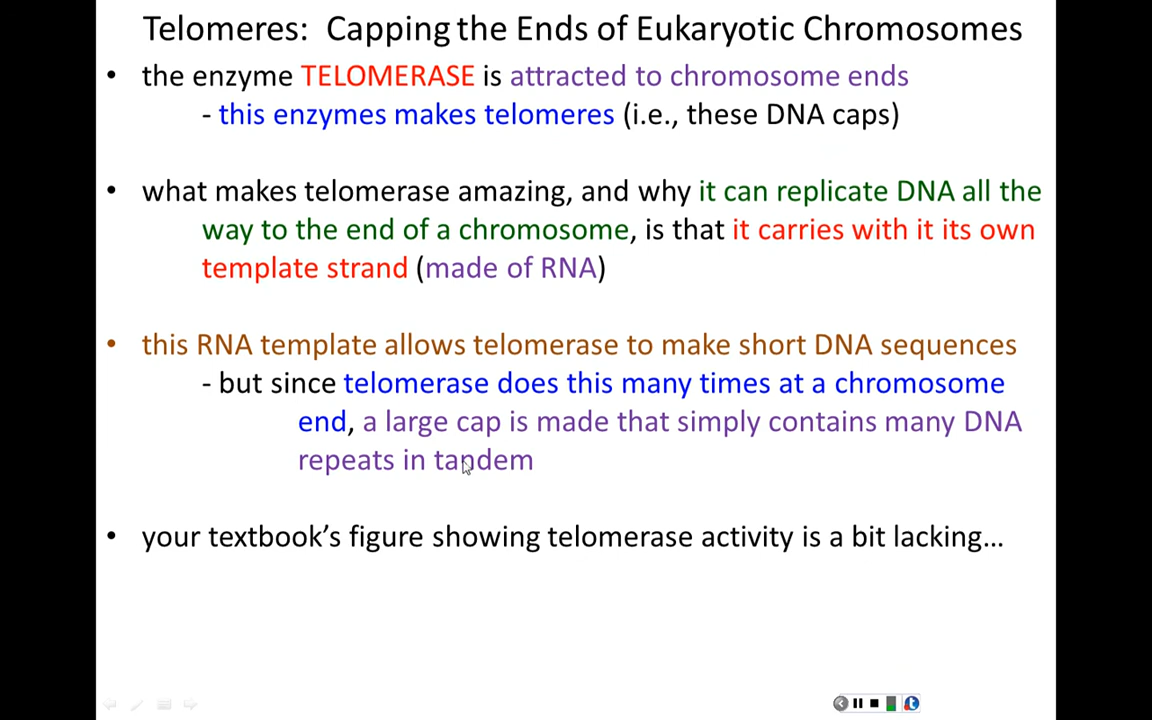 Telomeres: Capping the Ends of Eukaryotic Chromosomes
• the enzyme TELOMERASE is attracted to chromosome ends
- this enzymes makes telomeres (i.e., these DNA caps)
• what makes telomerase amazing, and why it can replicate DNA all the
way to the end of a chromosome, is that it carries with it its own
template strand (made of RNA)
• this RNA template allows telomerase to make short DNA sequences
- but since telomerase does this many times at a chromosome
end, a large cap is made that simply contains many DNA
repeats in tandem
• your textbook’s figure showing telomerase activity is a bit lacking…